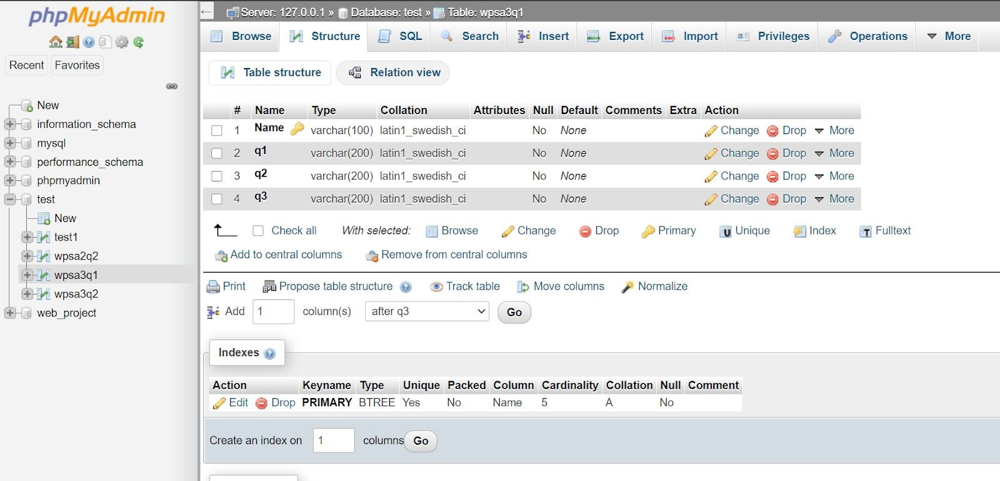 phpMyAdmin
Recent Favorites
New
information_schema
mysql
performance_schema
phpmyadmin
test
New
test1
wpsa2q2
wpsa3q1
wpsa3q2
web_project
Server: 127.0.0.1 » Database: test » Table: wpsa3q1
Browse Structure SQL Search Insert Export Import Privileges Operations More
Table structure Relation view
# Name Type Collation Attributes Null Default Comments Extra Action
1 Name varchar(100) latin1_swedish_ci No None Change Drop More
2 q1 varchar(200) latin1_swedish_ci No None Change Drop More
3 q2 varchar(200) latin1_swedish_ci No None Change Drop More
4 q3 varchar(200) latin1_swedish_ci No None Change Drop More
Check all With selected: Browse Change Drop Primary Unique Index Fulltext
Add to central columns Remove from central columns
Print Propose table structure Track table Move columns Normalize
Add 1 column(s) after q3 Go
Indexes
Action Keyname Type Unique Packed Column Cardinality Collation Null Comment
Edit Drop PRIMARY BTREE Yes No Name 5 A No
Create an index on 1 columns Go